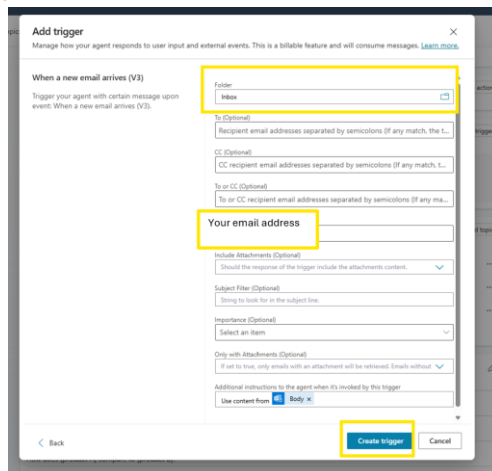 Add trigger
Manage how your agent responds to user input and external events. This is a billable feature and will consume messages. Learn more.
When a new email arrives (V3)
Trigger your agent with certain message upon
event: When a new email arrives (V3).
Folder
Inbox
To (Optional)
Recipient email addresses separated by semicolons (If any match, the t...
CC (Optional)
CC recipient email addresses separated by semicolons (If any match, t...
To or CC (Optional)
To or CC recipient email addresses separated by semicolons (If any ma...
Your email address
Include Attachments (Optional)
Should the response of the trigger include the attachments content.
Subject Filter (Optional)
String to look for in the subject line.
Importance (Optional)
Select an item
Only with Attachments (Optional)
If set to true, only emails with an attachment will be retrieved. Emails without
Additional instructions to the agent when it's invoked by this trigger
Use content from Body ×
Back
Create trigger
Cancel